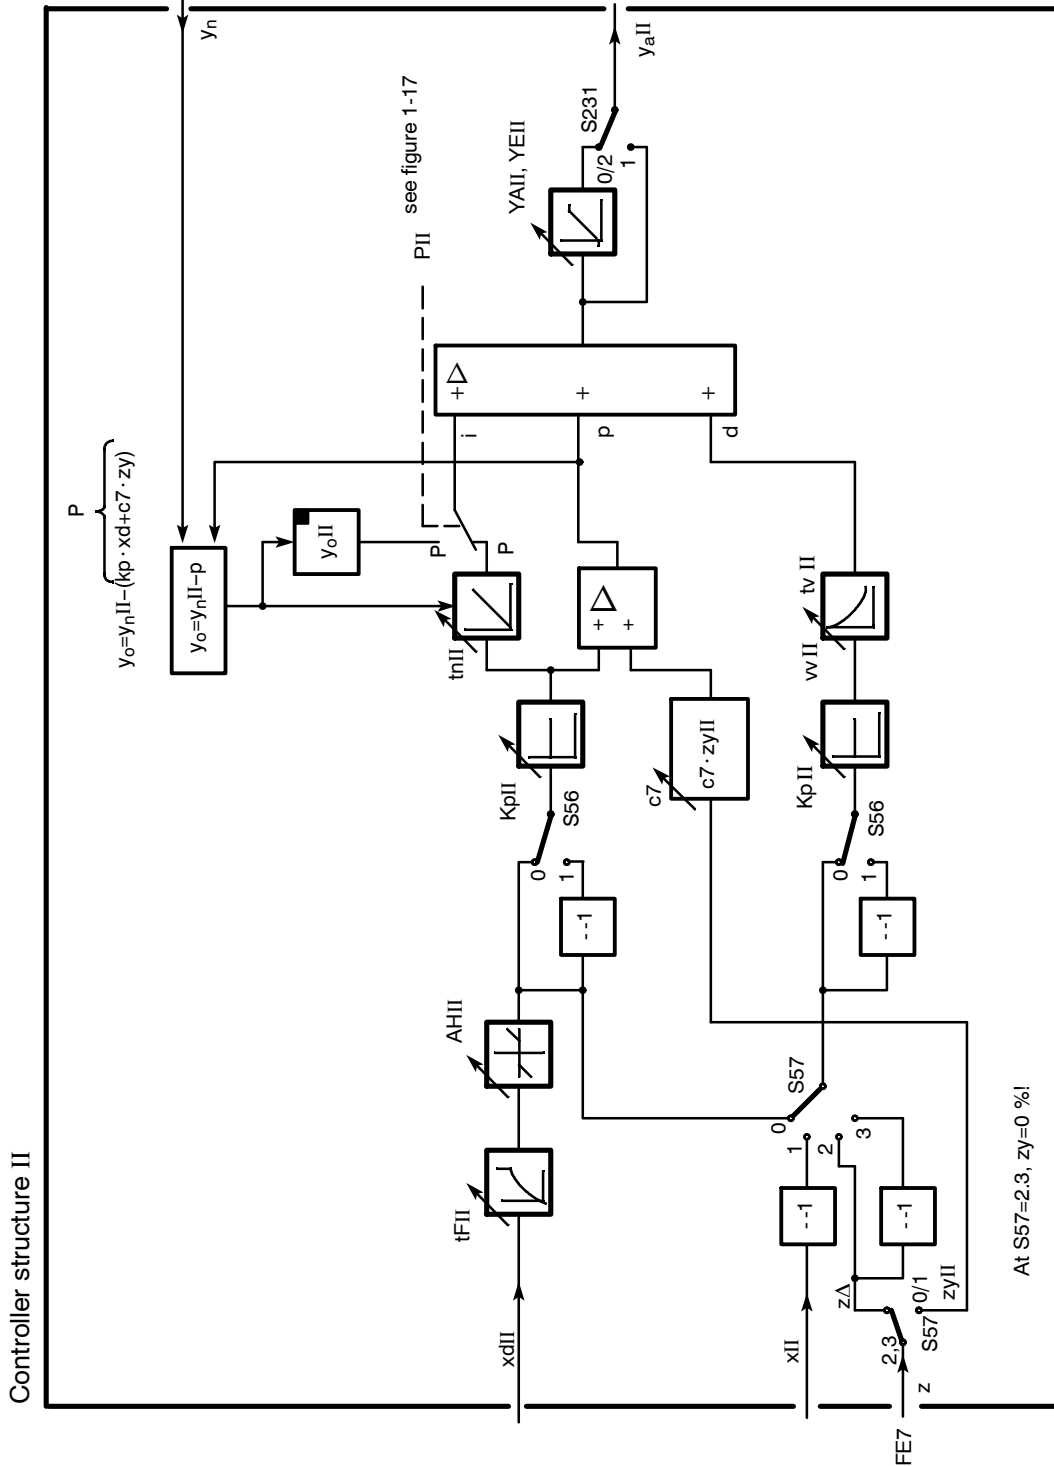 Controller structure II
yₙ
yₐII
P
yₒ=yₙII–(kp · xd+c7 · zy)
yₒ=yₙII–p
yₒII
PII see figure 1-17
P
P
tnII
i
p
d
+Δ
+
+
+Δ
+
YAII, YEII
S231
0/2
1
xdII
tFII
AHII
0
1
--1
S56
KpII
c7
c7 · zyII
xII
--1
0
1
2
3
S57
--1
0
1
--1
S56
Kp II
vv II
tv II
FE7
z
2,3
zΔ
0/1
S57
zyII
At S57=2.3, zy=0 %!